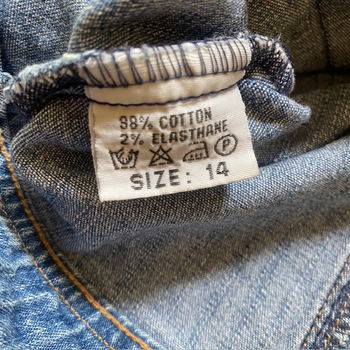 98% COTTON
2% ELASTHANE
P
SIZE: 14